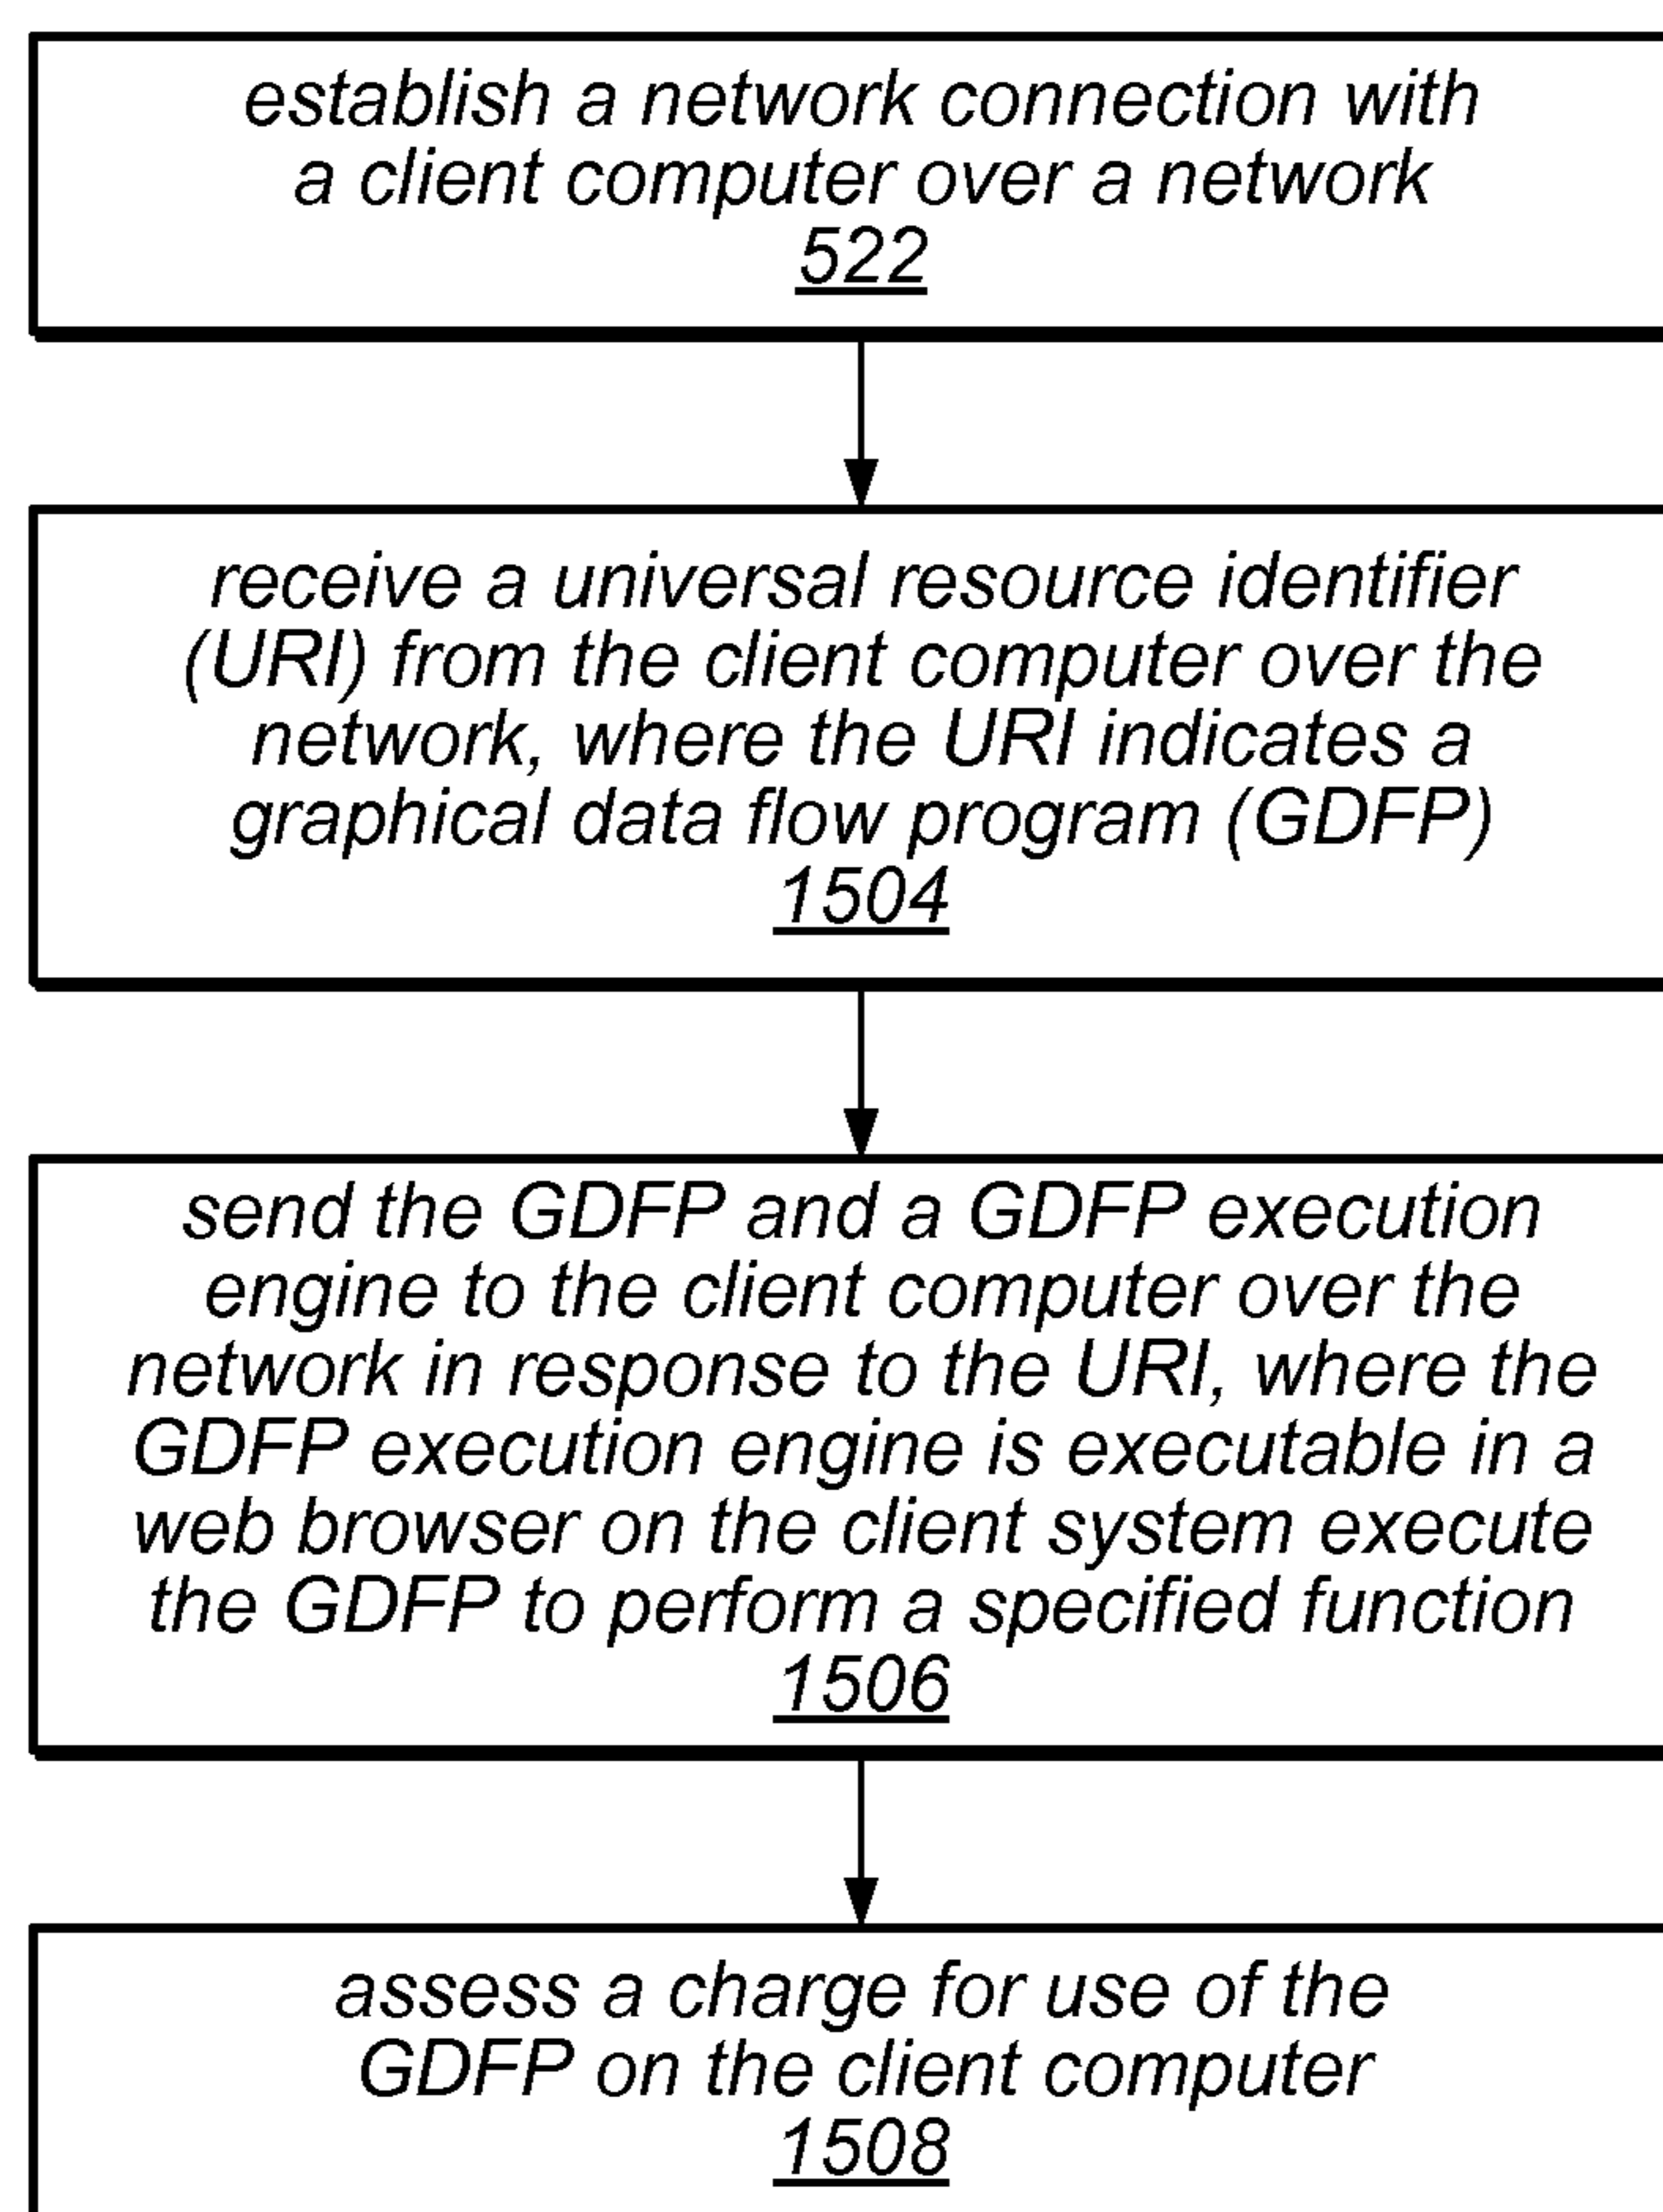 establish a network connection with
a client computer over a network
522
receive a universal resource identifier
(URI) from the client computer over the
network, where the URI indicates a
graphical data flow program (GDFP)
1504
send the GDFP and a GDFP execution
engine to the client computer over the
network in response to the URI, where the
GDFP execution engine is executable in a
web browser on the client system execute
the GDFP to perform a specified function
1506
assess a charge for use of the
GDFP on the client computer
1508